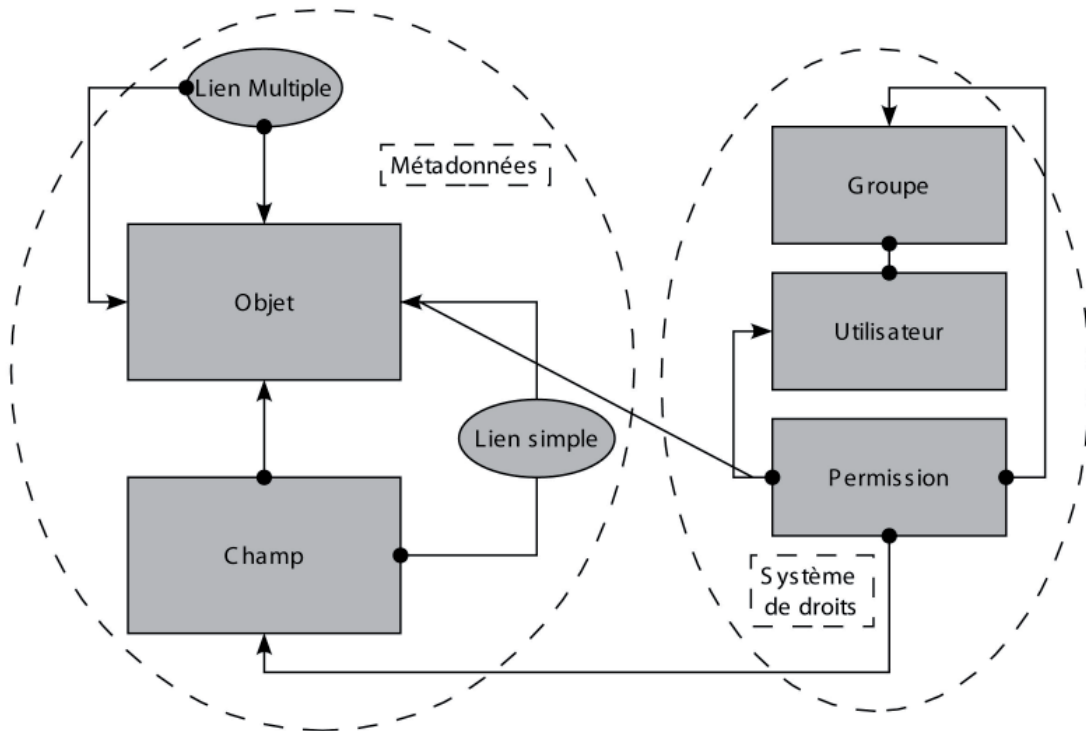 Lien Multiple
Métadonnées
Groupe
Objet
Utilisateur
Lien simple
Permission
Champ
Système
de droits